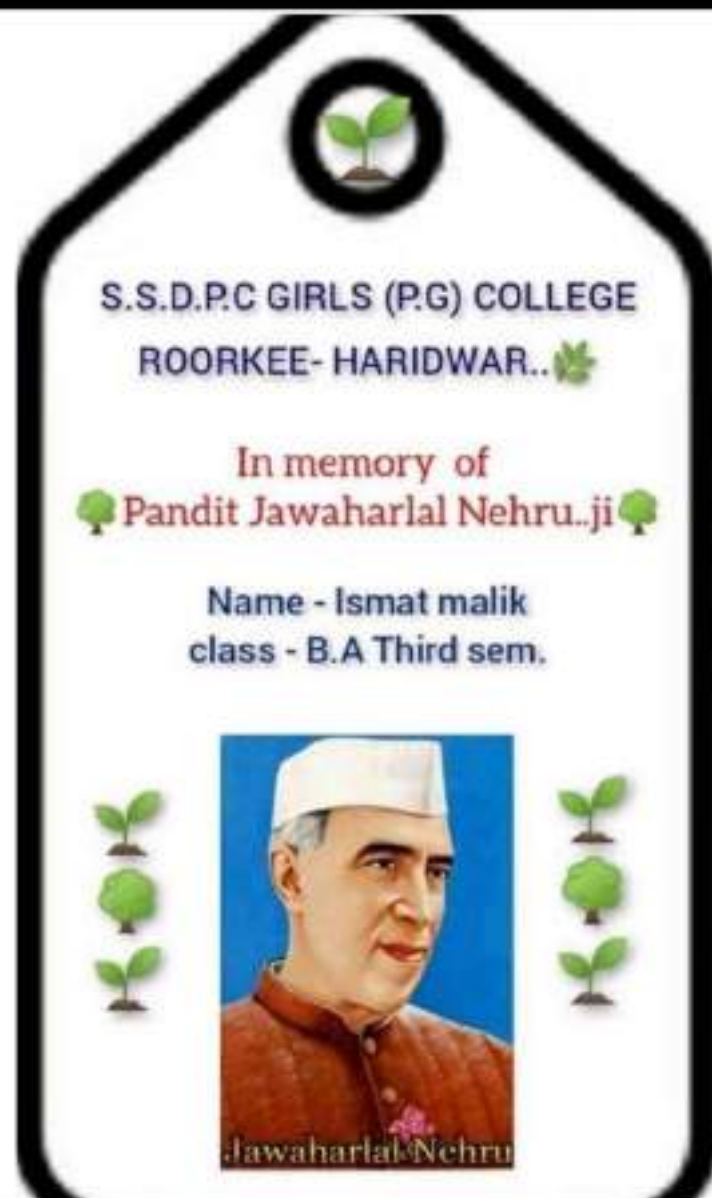 S.S.D.P.C GIRLS (P.G) COLLEGE
ROORKEE- HARIDWAR..
In memory of
Pandit Jawaharlal Nehru..ji
Name - Ismat malik
class - B.A Third sem.
Jawaharlal Nehru